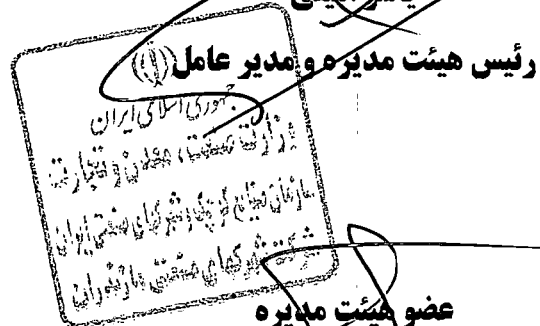 رئیس هیئت مدیره و مدیر عامل
جمهوری اسلامی ایران
وزارت صنعت، معدن و تجارت
سازمان صنایع کوچک و شهرکهای صنعتی ایران
شرکت شهرکهای صنعتی مازندران
عضو هیئت مدیره